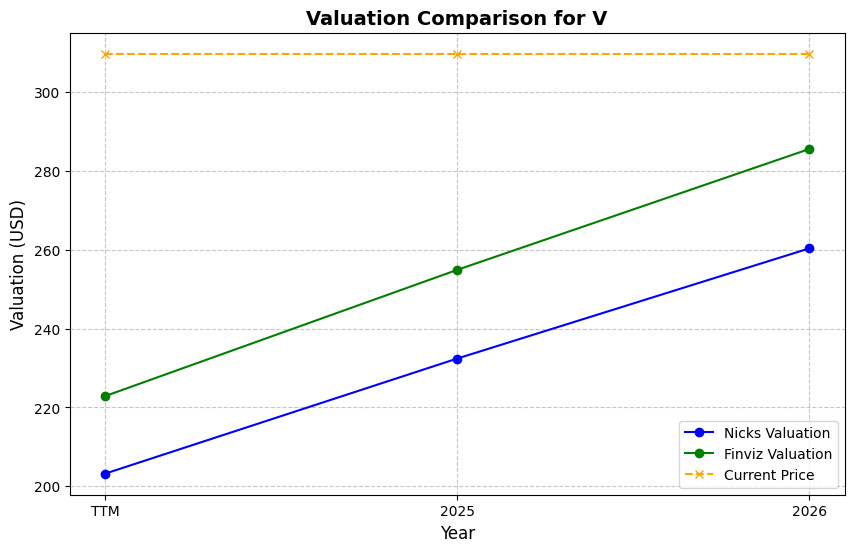 Valuation Comparison for V
Valuation (USD)
300
280
260
240
220
200
TTM
2025
2026
Year
Nicks Valuation
Finviz Valuation
Current Price